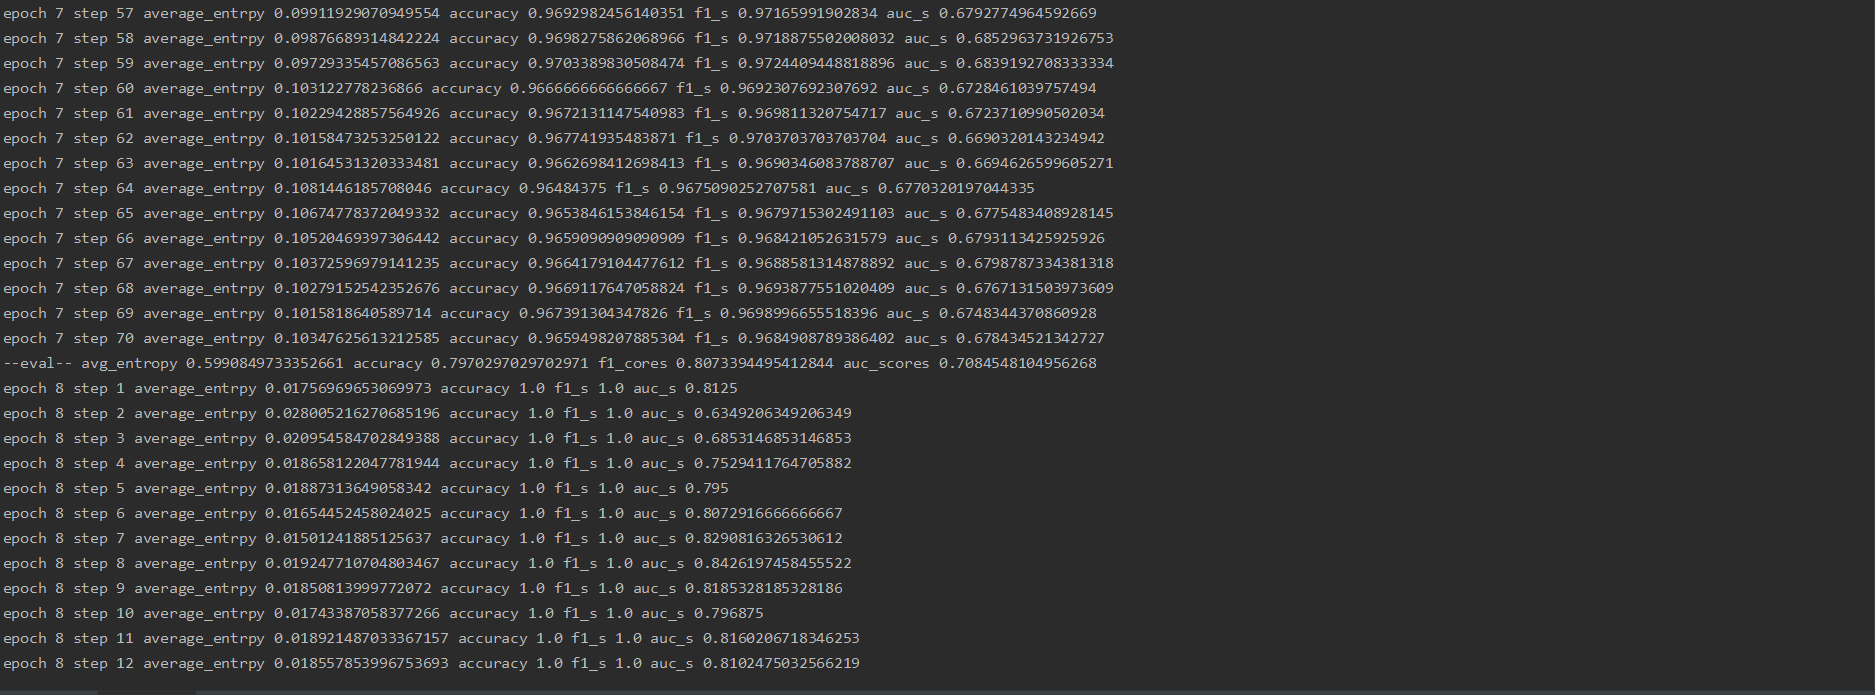 epoch 7 step 57 average_entrpy 0.09911929070949554 accuracy 0.9692982456140351 f1_s 0.97165991902834 auc_s 0.6792774964592669
epoch 7 step 58 average_entrpy 0.09876689314842224 accuracy 0.9698275862068966 f1_s 0.9718875502008032 auc_s 0.6852963731926753
epoch 7 step 59 average_entrpy 0.09729335457086563 accuracy 0.9703389830508474 f1_s 0.9724409448818896 auc_s 0.6839192708333334
epoch 7 step 60 average_entrpy 0.103122778236866 accuracy 0.9666666666666667 f1_s 0.9692307692307692 auc_s 0.6728461039757494
epoch 7 step 61 average_entrpy 0.10229428857564926 accuracy 0.9672131147540983 f1_s 0.969811320754717 auc_s 0.6723710990502034
epoch 7 step 62 average_entrpy 0.10158473253250122 accuracy 0.967741935483871 f1_s 0.9703703703703704 auc_s 0.6690320143234942
epoch 7 step 63 average_entrpy 0.10164531320333481 accuracy 0.9662698412698413 f1_s 0.9690346083788707 auc_s 0.6694626599605271
epoch 7 step 64 average_entrpy 0.1081446185708046 accuracy 0.96484375 f1_s 0.9675090252707581 auc_s 0.6770320197044335
epoch 7 step 65 average_entrpy 0.10674778372049332 accuracy 0.9653846153846154 f1_s 0.9679715302491103 auc_s 0.6775483408928145
epoch 7 step 66 average_entrpy 0.10520469397306442 accuracy 0.9659090909090909 f1_s 0.968421052631579 auc_s 0.6793113425925926
epoch 7 step 67 average_entrpy 0.10372596979141235 accuracy 0.9664179104477612 f1_s 0.9688581314878892 auc_s 0.6798787334381318
epoch 7 step 68 average_entrpy 0.10279152542352676 accuracy 0.9669117647058824 f1_s 0.9693877551020409 auc_s 0.6767131503973609
epoch 7 step 69 average_entrpy 0.1015818640589714 accuracy 0.967391304347826 f1_s 0.9698996655518396 auc_s 0.6748344370860928
epoch 7 step 70 average_entrpy 0.10347625613212585 accuracy 0.9659498207885304 f1_s 0.9684908789386402 auc_s 0.678434521342727
--eval-- avg_entropy 0.5990849733352661 accuracy 0.7970297029702971 f1_cores 0.8073394495412844 auc_scores 0.7084548104956268
epoch 8 step 1 average_entrpy 0.01756969653069973 accuracy 1.0 f1_s 1.0 auc_s 0.8125
epoch 8 step 2 average_entrpy 0.028005216270685196 accuracy 1.0 f1_s 1.0 auc_s 0.6349206349206349
epoch 8 step 3 average_entrpy 0.020954584702849388 accuracy 1.0 f1_s 1.0 auc_s 0.6853146853146853
epoch 8 step 4 average_entrpy 0.018658122047781944 accuracy 1.0 f1_s 1.0 auc_s 0.7529411764705882
epoch 8 step 5 average_entrpy 0.01887313649058342 accuracy 1.0 f1_s 1.0 auc_s 0.795
epoch 8 step 6 average_entrpy 0.01654452458024025 accuracy 1.0 f1_s 1.0 auc_s 0.8072916666666667
epoch 8 step 7 average_entrpy 0.01501241885125637 accuracy 1.0 f1_s 1.0 auc_s 0.8290816326530612
epoch 8 step 8 average_entrpy 0.019247710704803467 accuracy 1.0 f1_s 1.0 auc_s 0.8426197458455522
epoch 8 step 9 average_entrpy 0.01850813999772072 accuracy 1.0 f1_s 1.0 auc_s 0.8185328185328186
epoch 8 step 10 average_entrpy 0.01743387058377266 accuracy 1.0 f1_s 1.0 auc_s 0.796875
epoch 8 step 11 average_entrpy 0.018921487033367157 accuracy 1.0 f1_s 1.0 auc_s 0.8160206718346253
epoch 8 step 12 average_entrpy 0.018557853996753693 accuracy 1.0 f1_s 1.0 auc_s 0.8102475032566219